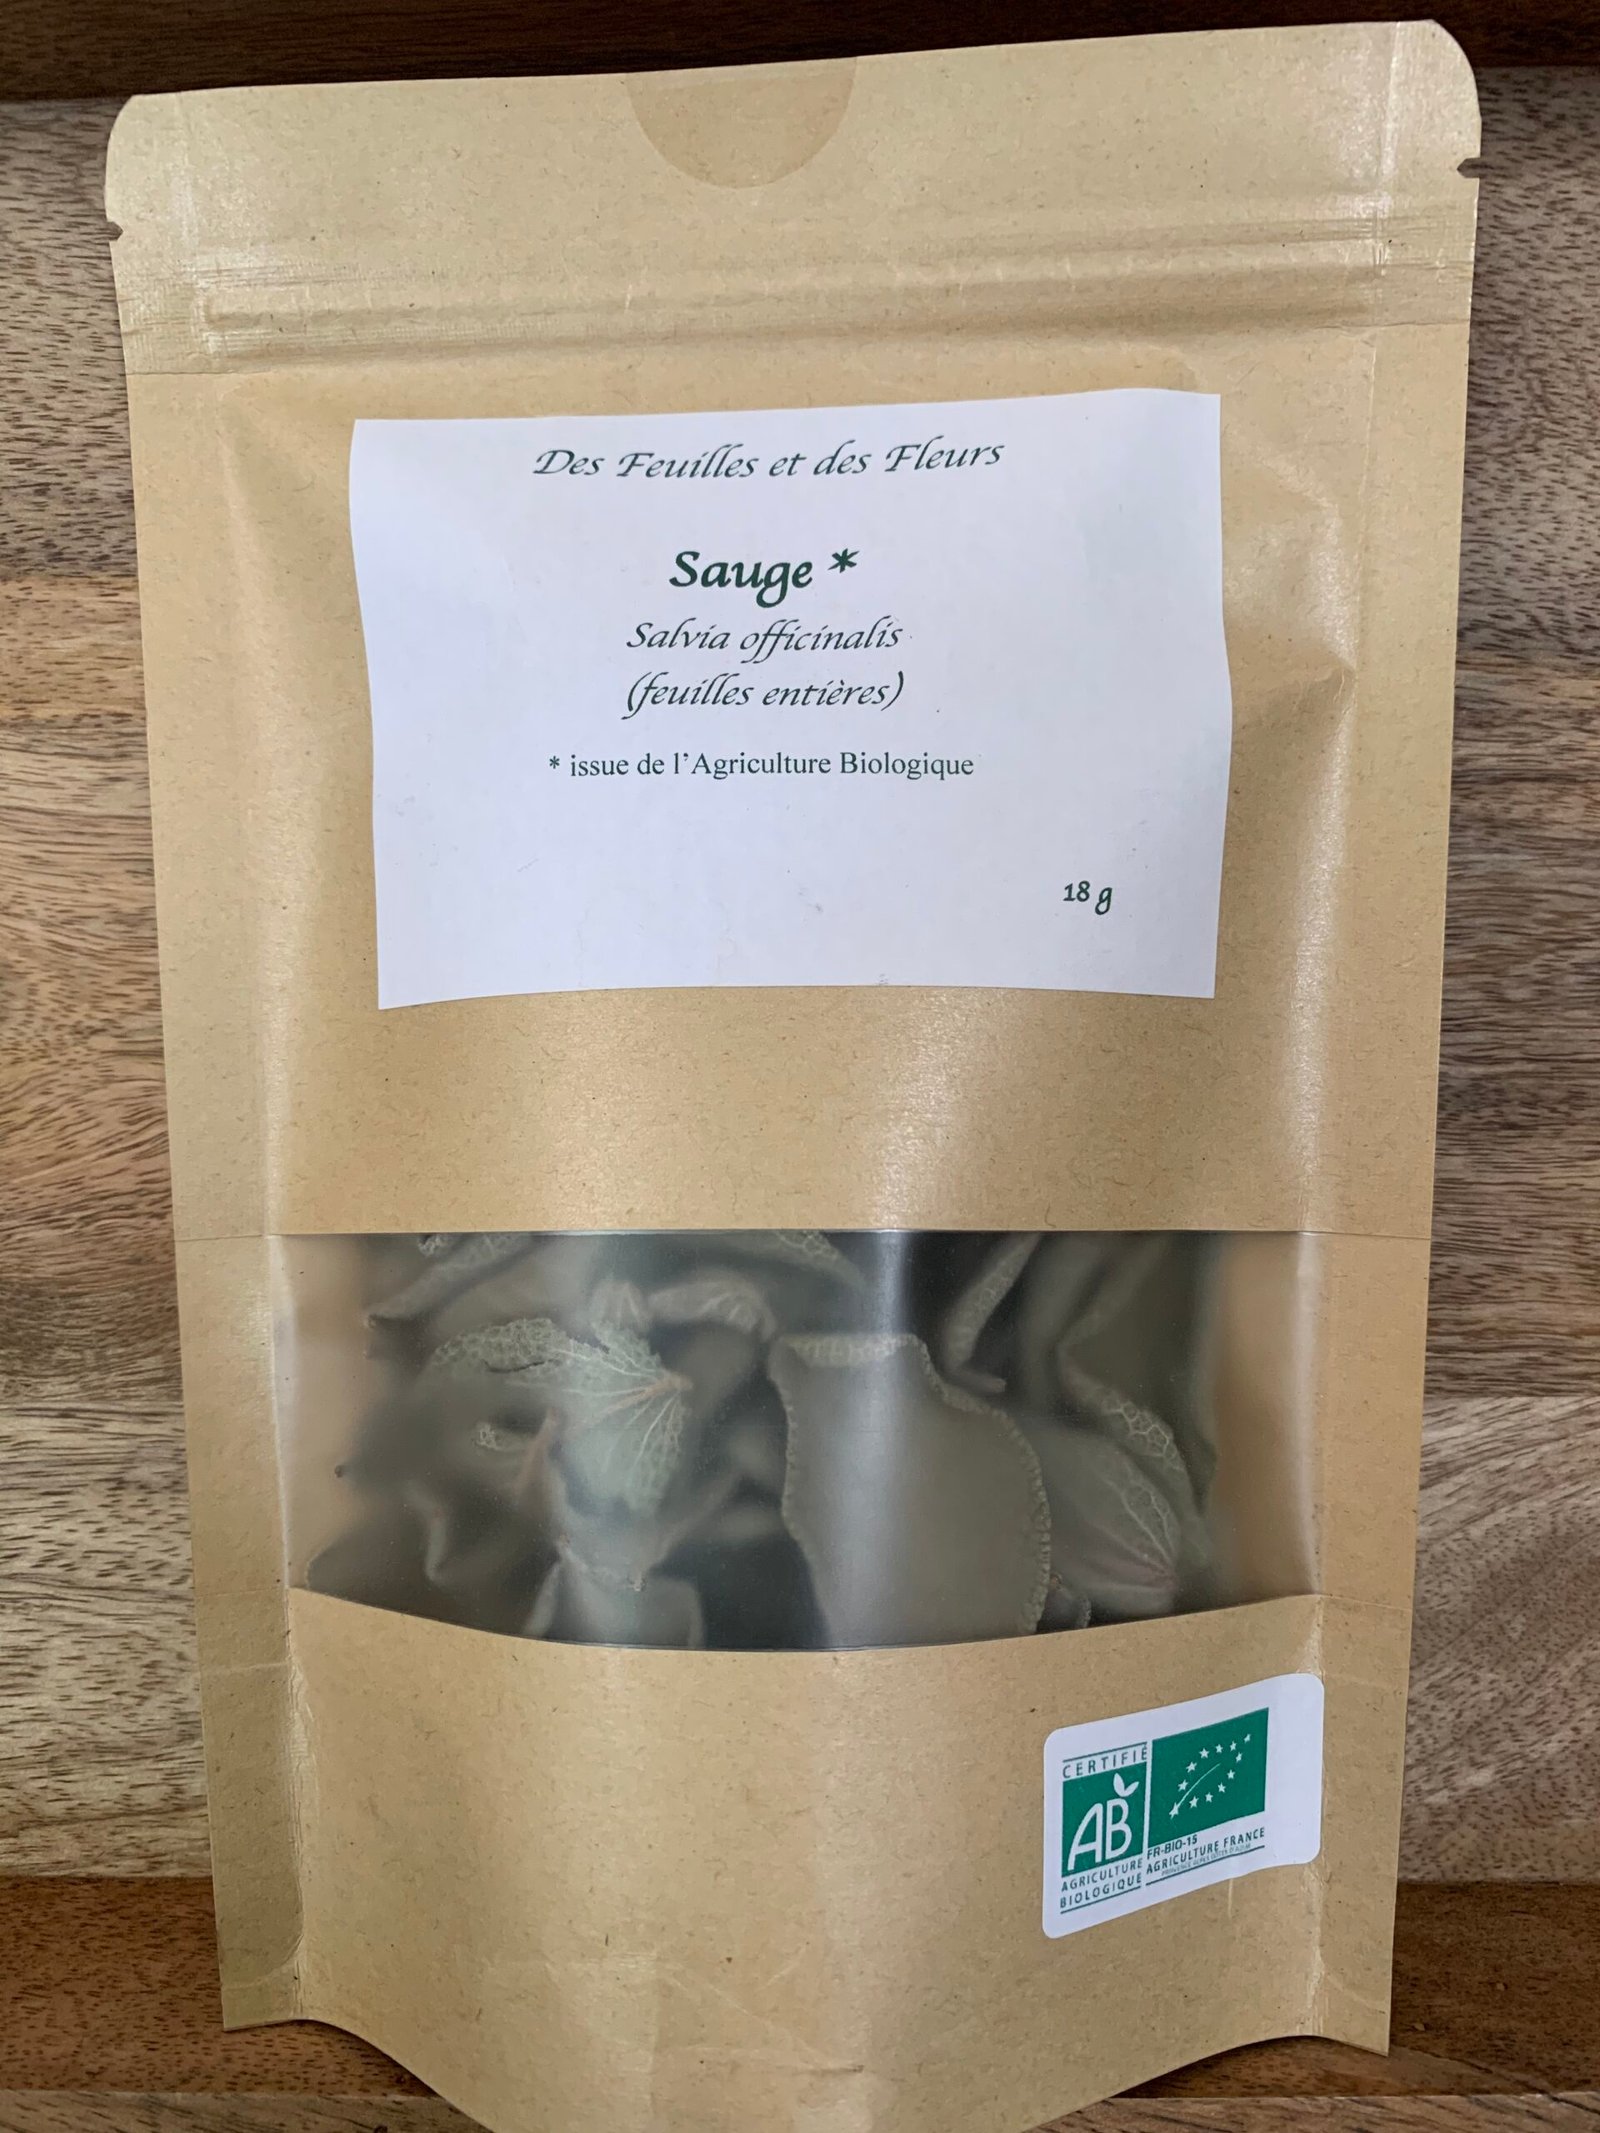 Des Feuilles et des Fleurs
Sauge *
Salvia officinalis
(feuilles entières)
* issue de l'Agriculture Biologique
18 g
CERTIFIÉ
AB
AGRICULTURE
BIOLOGIQUE
FR-BIO-15
AGRICULTURE FRANCE